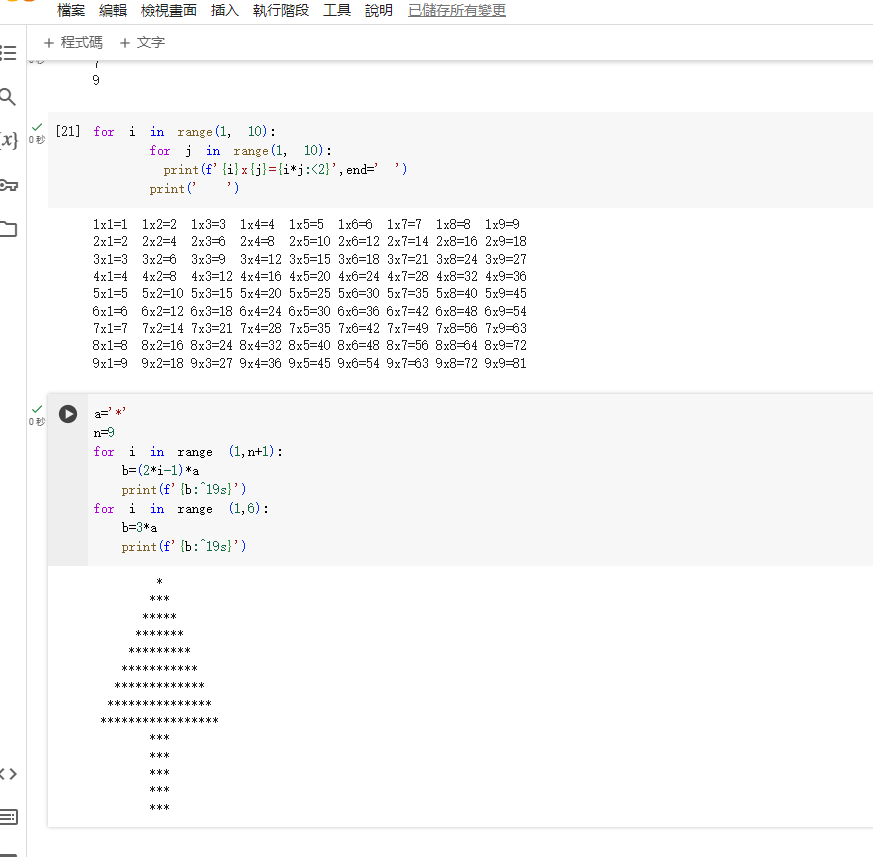 檔案 編輯 檢視畫面 插入 執行階段 工具 說明 已儲存所有變更
+ 程式碼 + 文字
9
[21] for i in range(1, 10):
for j in range(1, 10):
print(f'{i}x{j}={i*j:<2}',end=' ')
print(' ')
0 秒
1x1=1 1x2=2 1x3=3 1x4=4 1x5=5 1x6=6 1x7=7 1x8=8 1x9=9
2x1=2 2x2=4 2x3=6 2x4=8 2x5=10 2x6=12 2x7=14 2x8=16 2x9=18
3x1=3 3x2=6 3x3=9 3x4=12 3x5=15 3x6=18 3x7=21 3x8=24 3x9=27
4x1=4 4x2=8 4x3=12 4x4=16 4x5=20 4x6=24 4x7=28 4x8=32 4x9=36
5x1=5 5x2=10 5x3=15 5x4=20 5x5=25 5x6=30 5x7=35 5x8=40 5x9=45
6x1=6 6x2=12 6x3=18 6x4=24 6x5=30 6x6=36 6x7=42 6x8=48 6x9=54
7x1=7 7x2=14 7x3=21 7x4=28 7x5=35 7x6=42 7x7=49 7x8=56 7x9=63
8x1=8 8x2=16 8x3=24 8x4=32 8x5=40 8x6=48 8x7=56 8x8=64 8x9=72
9x1=9 9x2=18 9x3=27 9x4=36 9x5=45 9x6=54 9x7=63 9x8=72 9x9=81
0 秒
a='*'
n=9
for i in range (1,n+1):
b=(2*i-1)*a
print(f'{b:^19s}')
for i in range (1,6):
b=3*a
print(f'{b:^19s}')
*
***
*****
*******
*********
***********
*************
***************
*****************
***
***
***
***
***